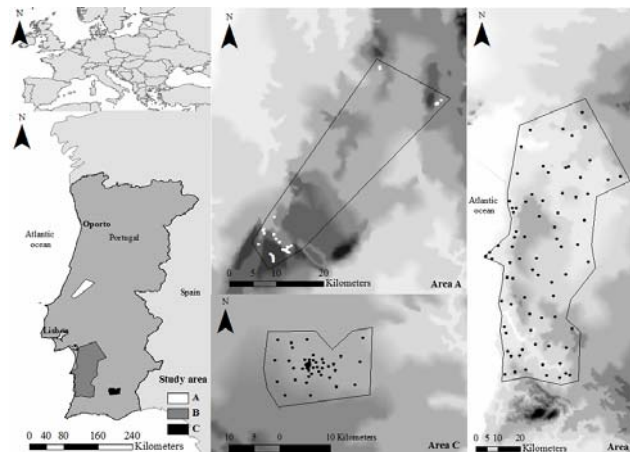 N
N
Atlantic
ocean
Oporto
Portugal
Spain
Lisboa
Study area
A
B
C
0 40 80 160 240
Kilometers
N
0 5 10 20
Kilometers
Area A
N
10 5 0 10
Kilometers
Area C
N
Atlantic
ocean
0 5 10 20
Kilometers
Area